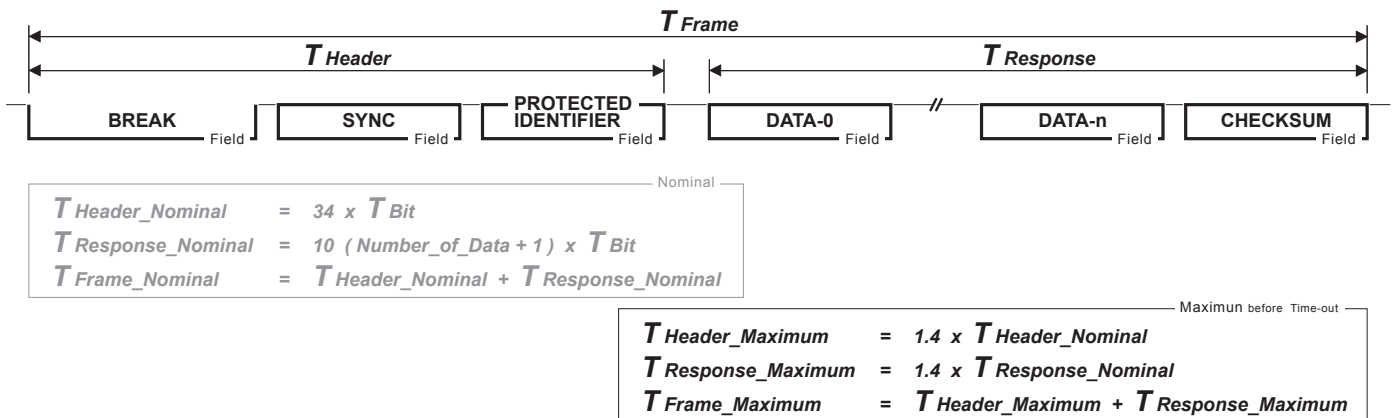 T Frame
T Header
T Response
BREAK
Field
SYNC
Field
PROTECTED
IDENTIFIER
Field
DATA-0
Field
DATA-n
Field
CHECKSUM
Field
Nominal
T Header_Nominal = 34 x T Bit
T Response_Nominal = 10 ( Number_of_Data + 1 ) x T Bit
T Frame_Nominal = T Header_Nominal + T Response_Nominal
Maximun before Time-out
T Header_Maximum = 1.4 x T Header_Nominal
T Response_Maximum = 1.4 x T Response_Nominal
T Frame_Maximum = T Header_Maximum + T Response_Maximum